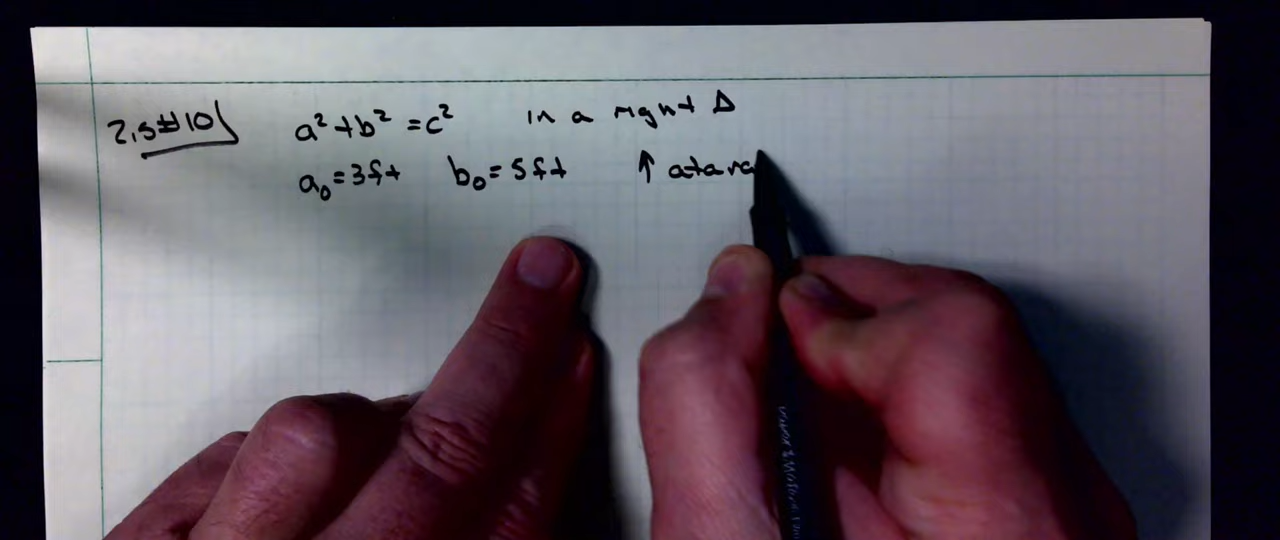 2.5#10 a² + b² = c² in a right Δ
a₀ = 3ft b₀ = 5ft ↑ at a ra